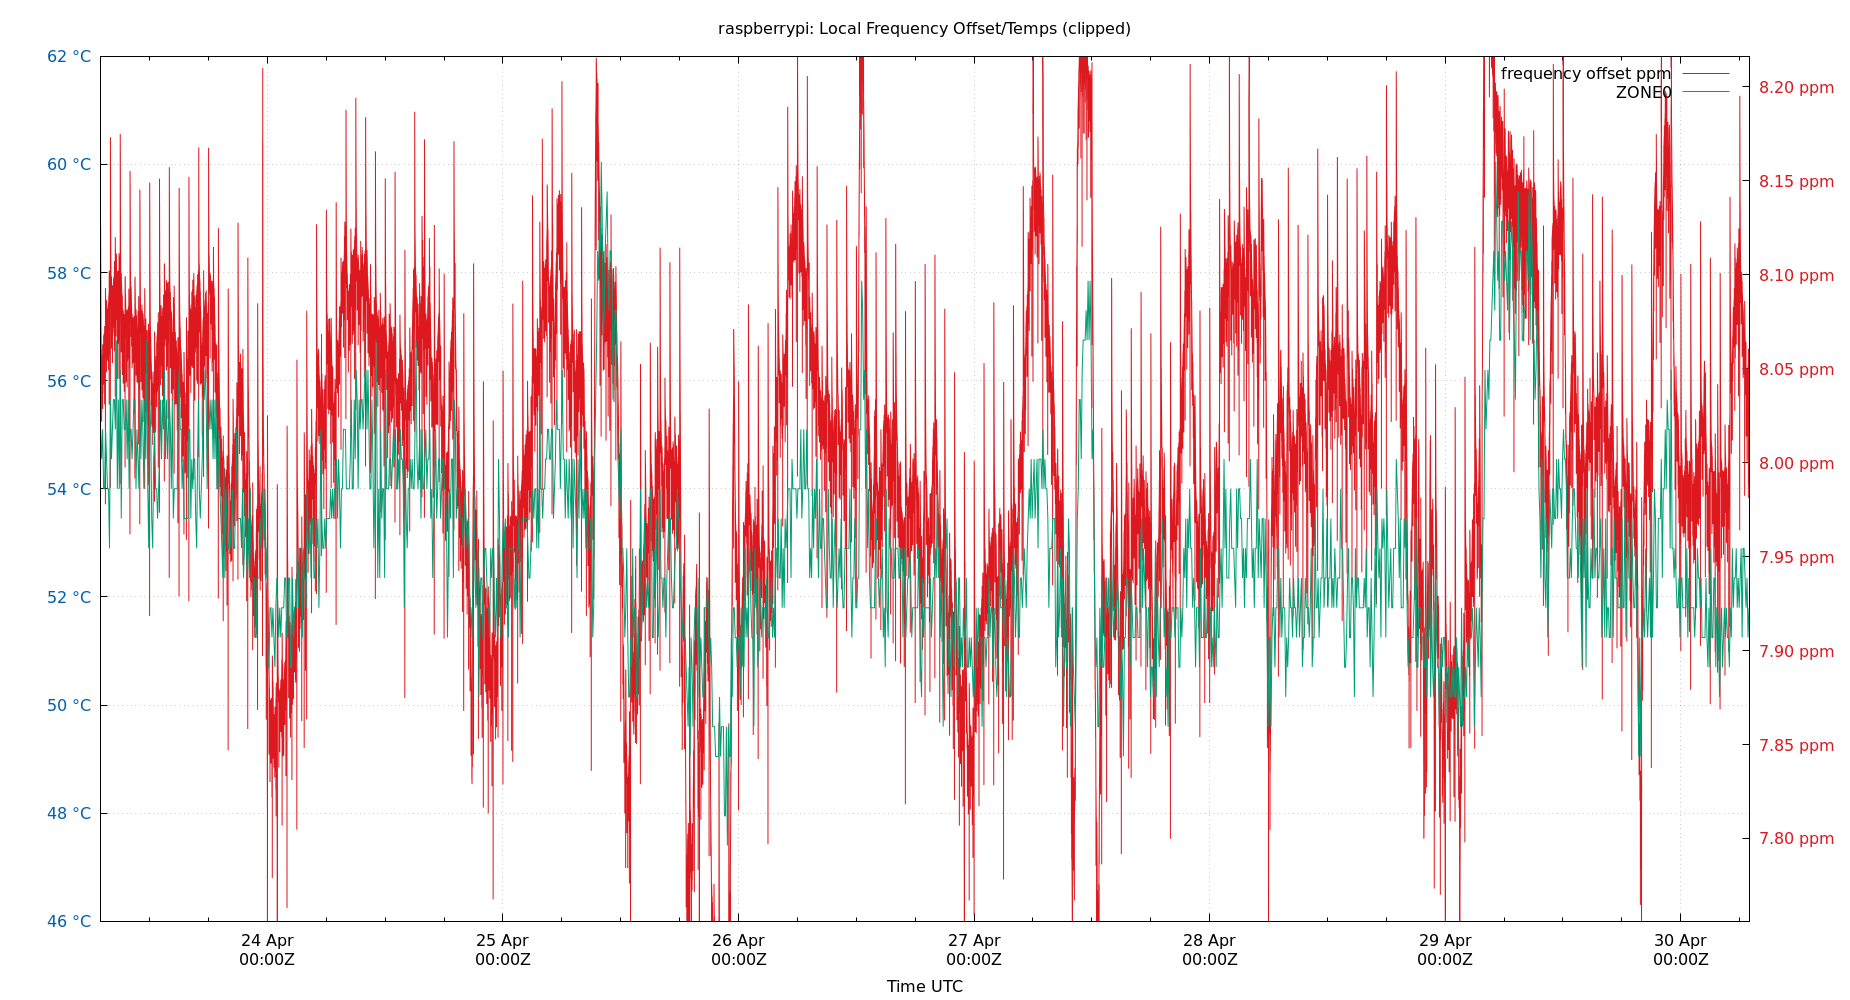 raspberrypi: Local Frequency Offset/Temps (clipped)
frequency offset ppm
ZONE0
62 °C
60 °C
58 °C
56 °C
54 °C
52 °C
50 °C
48 °C
46 °C
8.20 ppm
8.15 ppm
8.10 ppm
8.05 ppm
8.00 ppm
7.95 ppm
7.90 ppm
7.85 ppm
7.80 ppm
24 Apr 25 Apr 26 Apr 27 Apr 28 Apr 29 Apr 30 Apr
00:00Z 00:00Z 00:00Z 00:00Z 00:00Z 00:00Z 00:00Z
Time UTC